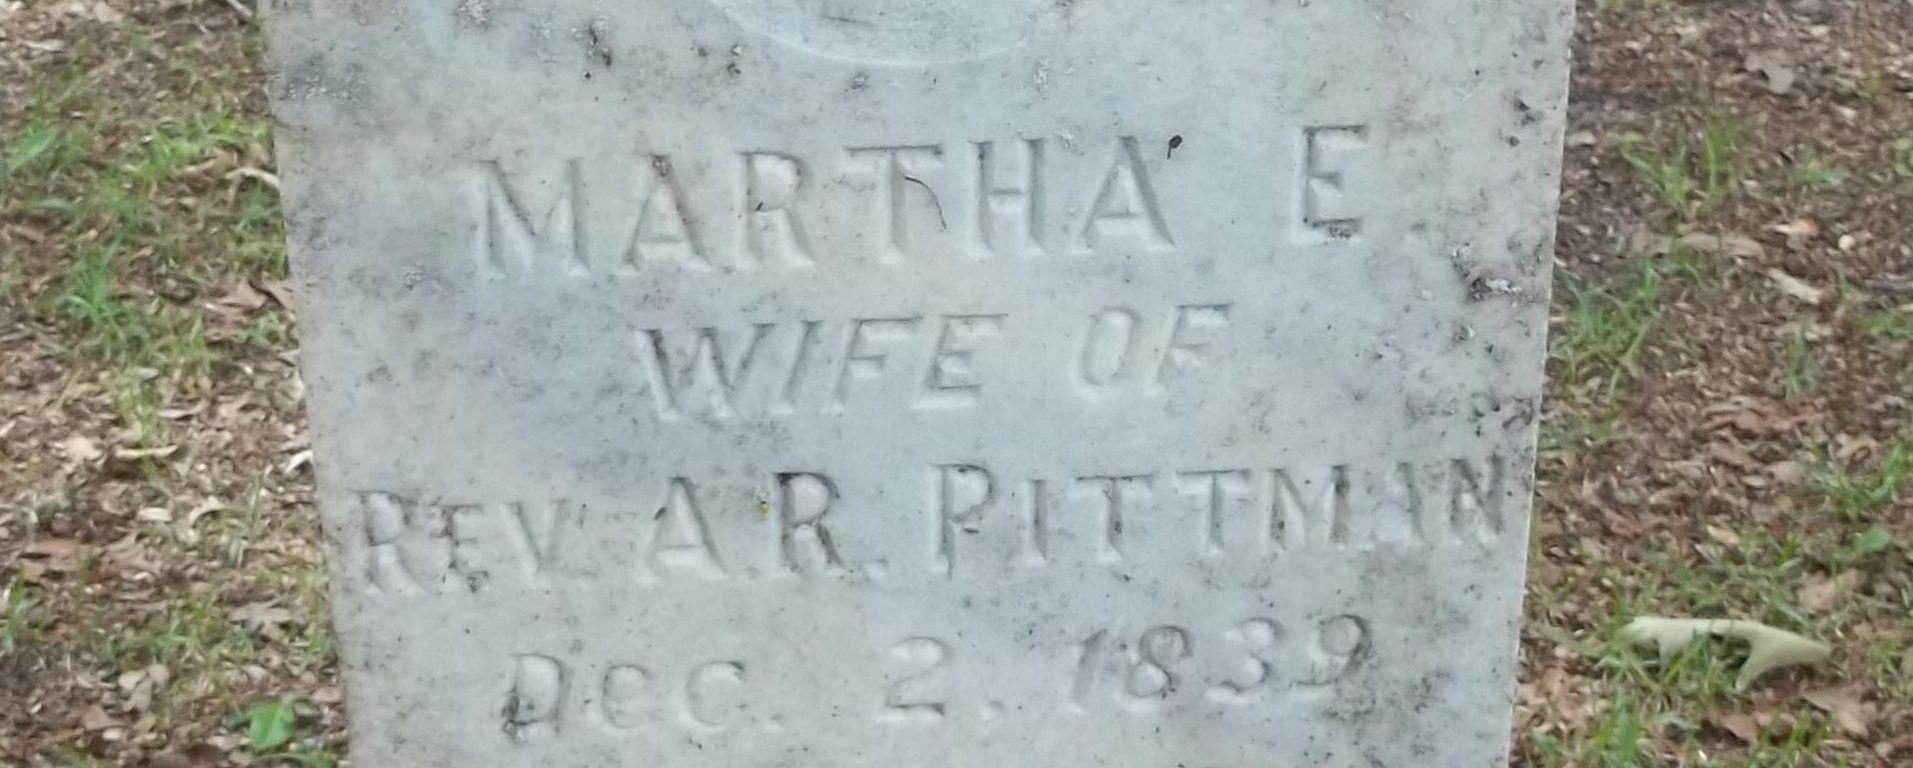 MARTHA E.
WIFE OF
REV. A.R. PITTMAN
DEC. 2, 1839